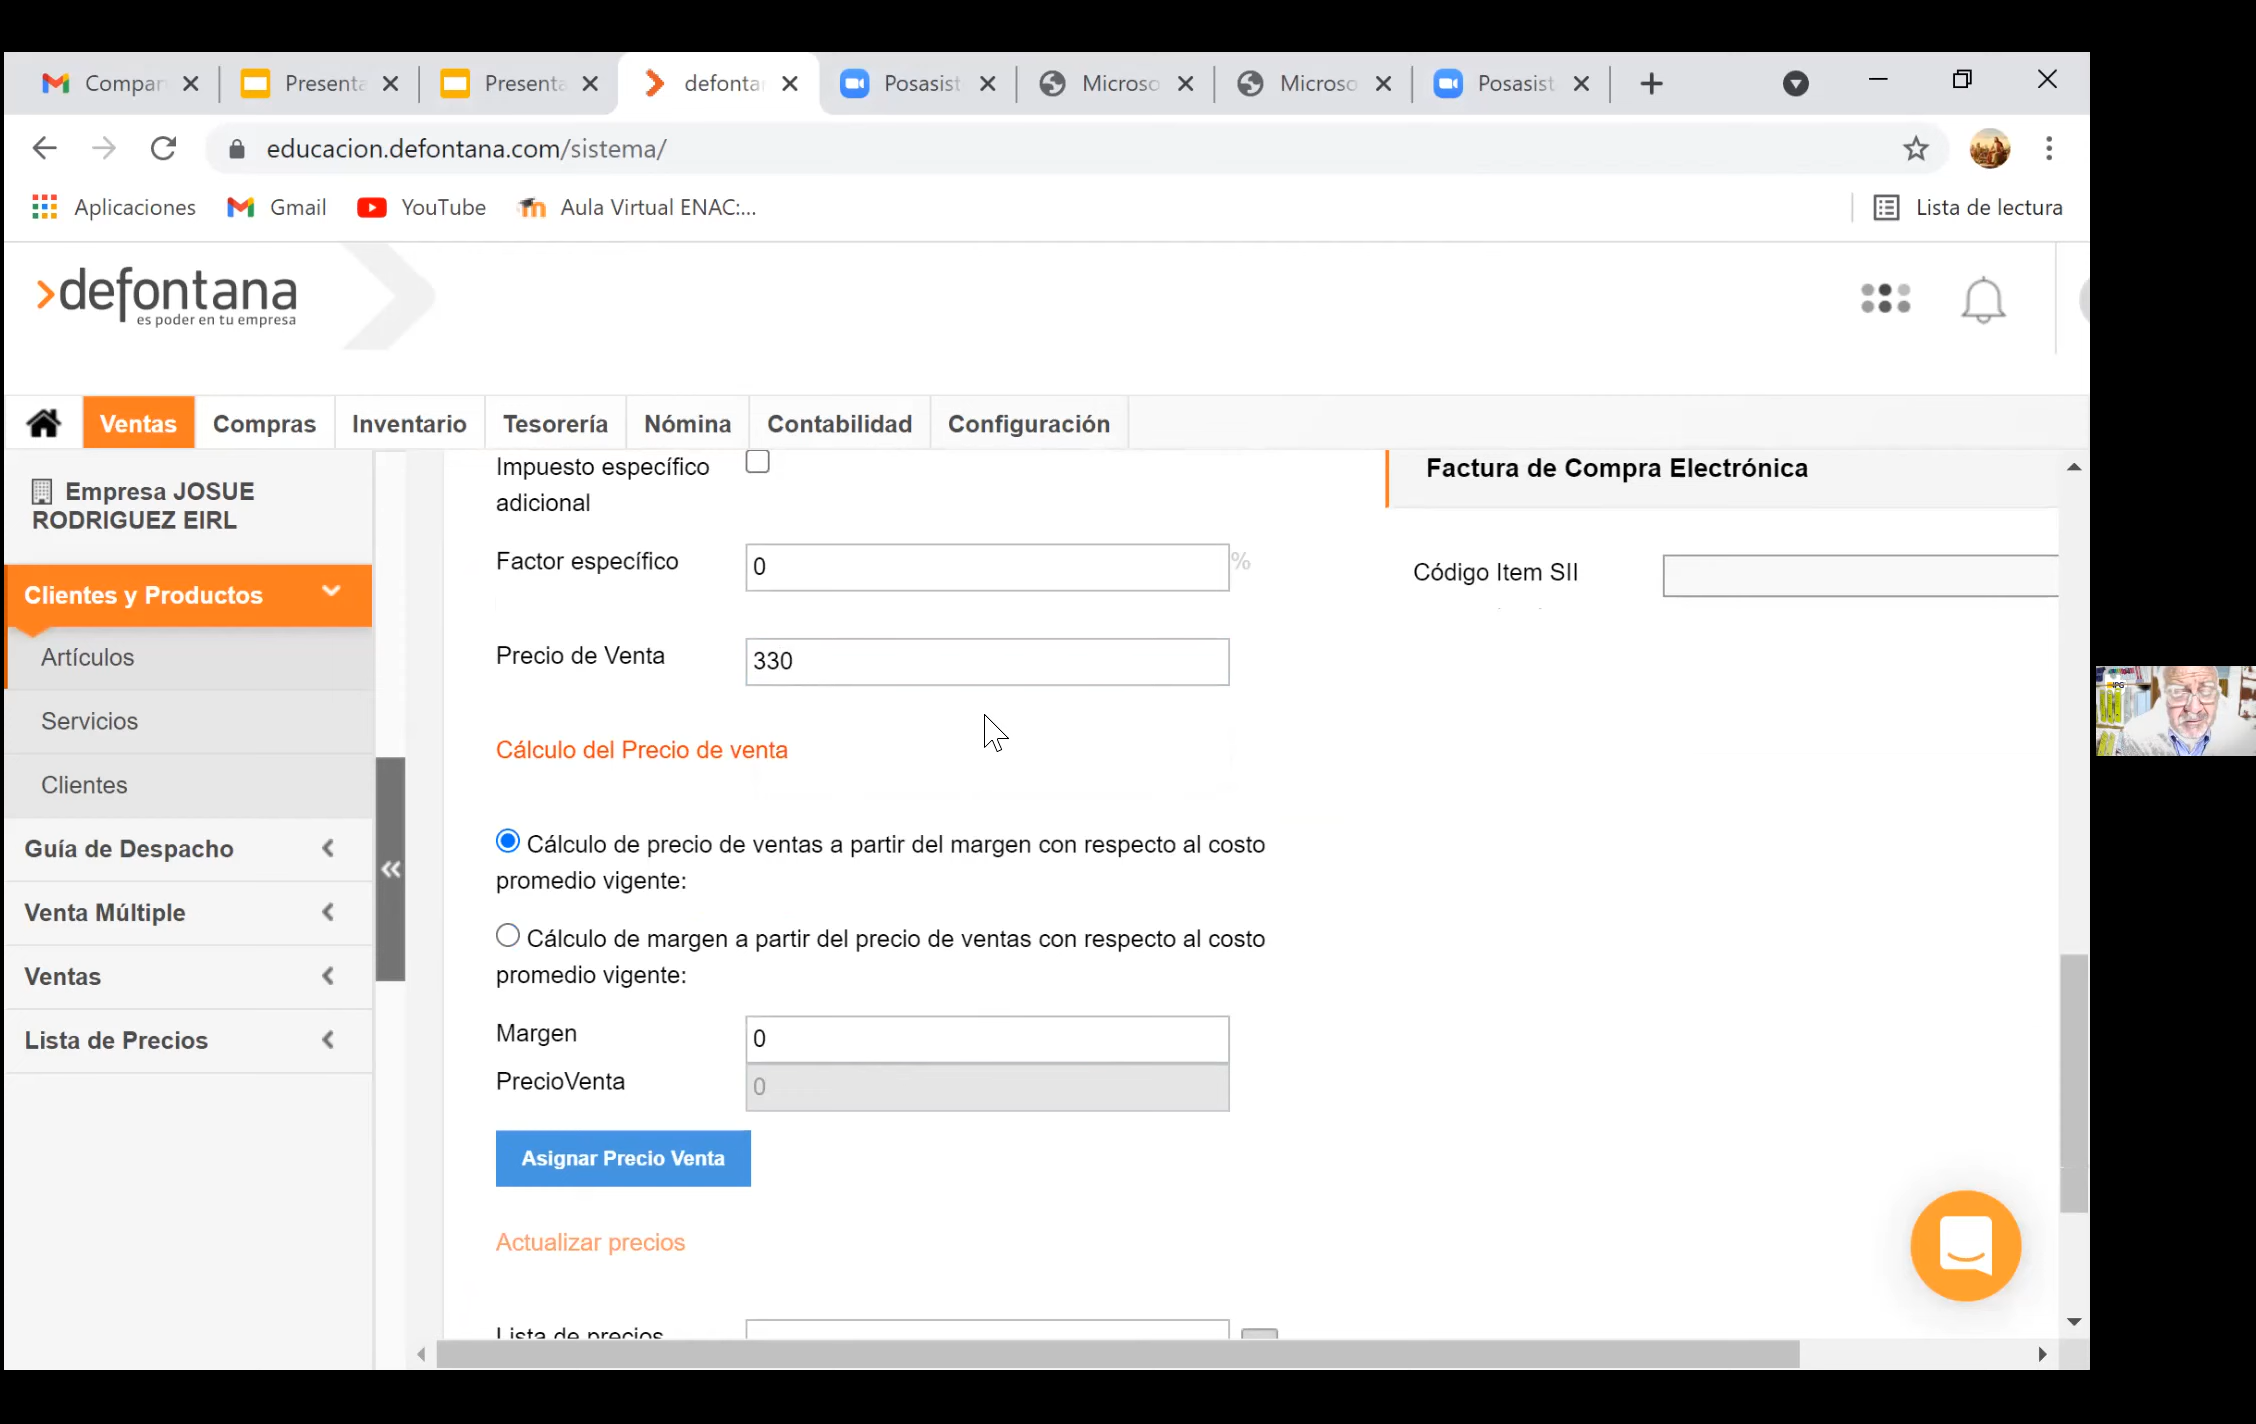 Compar
Presenta
Presenta
defontan
Posasist
Microso
Microso
Posasist
educacion.defontana.com/sistema/
Aplicaciones
Gmail
YouTube
Aula Virtual ENAC:...
Lista de lectura
defontana
es poder en tu empresa
Ventas
Compras
Inventario
Tesorería
Nómina
Contabilidad
Configuración
Empresa JOSUE
RODRIGUEZ EIRL
Clientes y Productos
Artículos
Servicios
Clientes
Guía de Despacho
Venta Múltiple
Ventas
Lista de Precios
Impuesto específico
adicional
Factor específico
0
%
Precio de Venta
330
Cálculo del Precio de venta
Cálculo de precio de ventas a partir del margen con respecto al costo
promedio vigente:
Cálculo de margen a partir del precio de ventas con respecto al costo
promedio vigente:
Margen
0
PrecioVenta
0
Asignar Precio Venta
Actualizar precios
Lista de precios
Factura de Compra Electrónica
Código Item SII
IPG